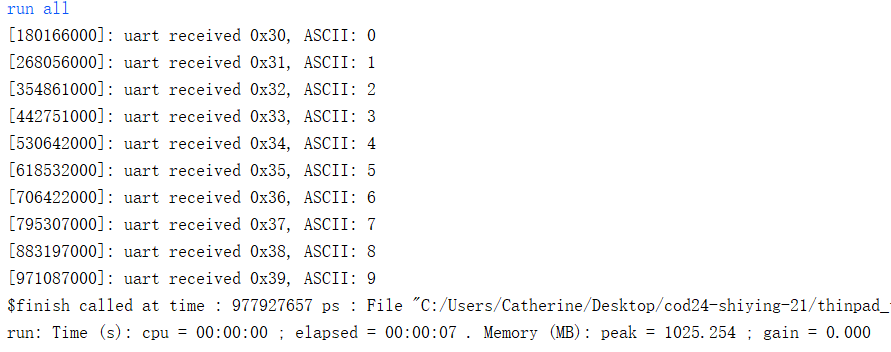 run all
[180166000]: uart received 0x30, ASCII: 0
[268056000]: uart received 0x31, ASCII: 1
[354861000]: uart received 0x32, ASCII: 2
[442751000]: uart received 0x33, ASCII: 3
[530642000]: uart received 0x34, ASCII: 4
[618532000]: uart received 0x35, ASCII: 5
[706422000]: uart received 0x36, ASCII: 6
[795307000]: uart received 0x37, ASCII: 7
[883197000]: uart received 0x38, ASCII: 8
[971087000]: uart received 0x39, ASCII: 9
$finish called at time : 977927657 ps : File "C:/Users/Catherine/Desktop/cod24-shiying-21/thinpad_
run: Time (s): cpu = 00:00:00 ; elapsed = 00:00:07 . Memory (MB): peak = 1025.254 ; gain = 0.000